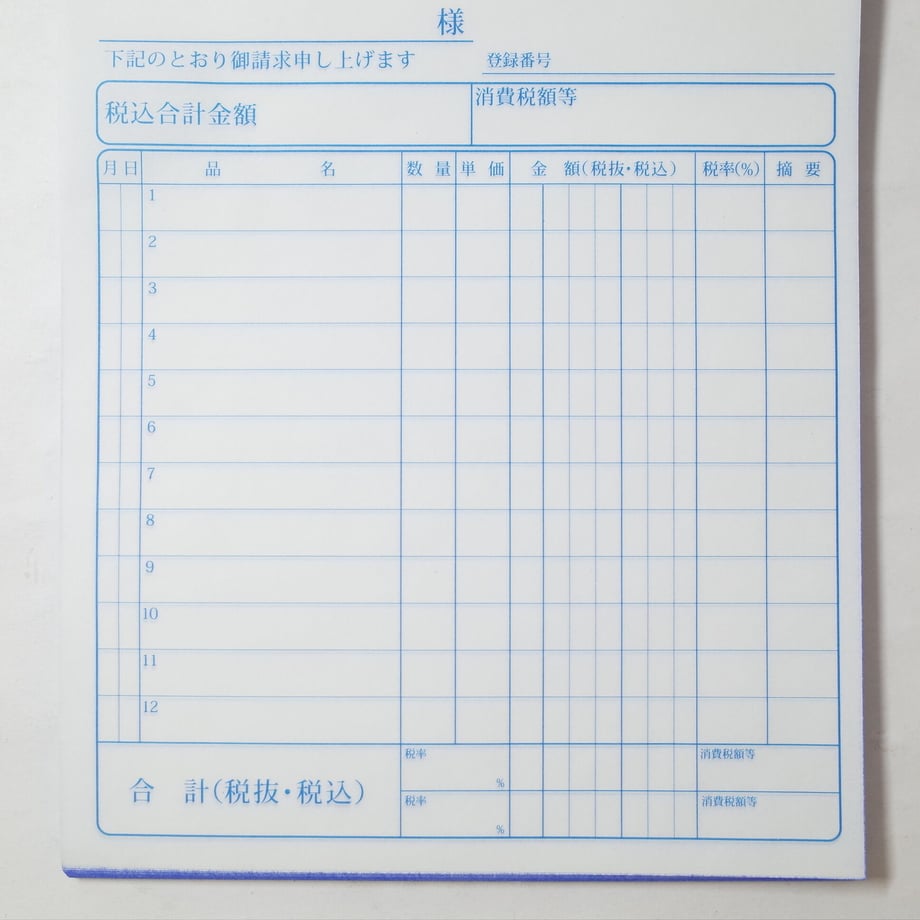 様
下記のとおり御請求申し上げます
登録番号
税込合計金額
消費税額等
月 日 品 名 数 量 単 価 金 額(税抜・税込) 税率(%) 摘 要
1
2
3
4
5
6
7
8
9
10
11
12
合 計(税抜・税込)
税率 % 消費税額等
税率 % 消費税額等